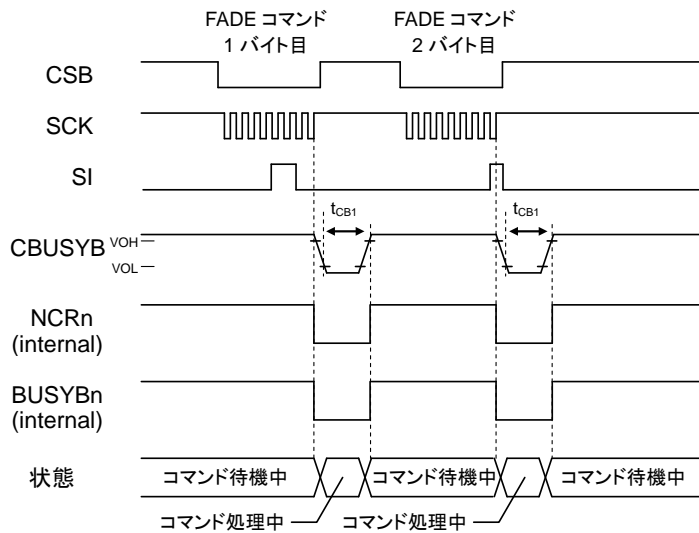 FADE コマンド
1 バイト目
FADE コマンド
2 バイト目
CSB
SCK
SI
tCB1
tCB1
CBUSYB
VOH
VOL
NCRn
(internal)
BUSYBn
(internal)
状態
コマンド待機中
コマンド待機中
コマンド待機中
コマンド処理中
コマンド処理中